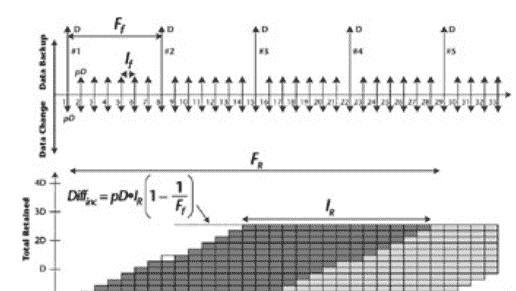 F_f
D D D D D
#1 #2 #3 #4 #5
pD I_f
Data Backup
1 2 3 4 5 6 7 8 9 10 11 12 13 14 15 16 17 18 19 20 21 22 23 24 25 26 27 28 29 30 31 32 33
pD
Data Change
F_R
4D
Diff_inc = pD•I_R(1 - 1/F_f)
I_R
3D
2D
D
Total Retained